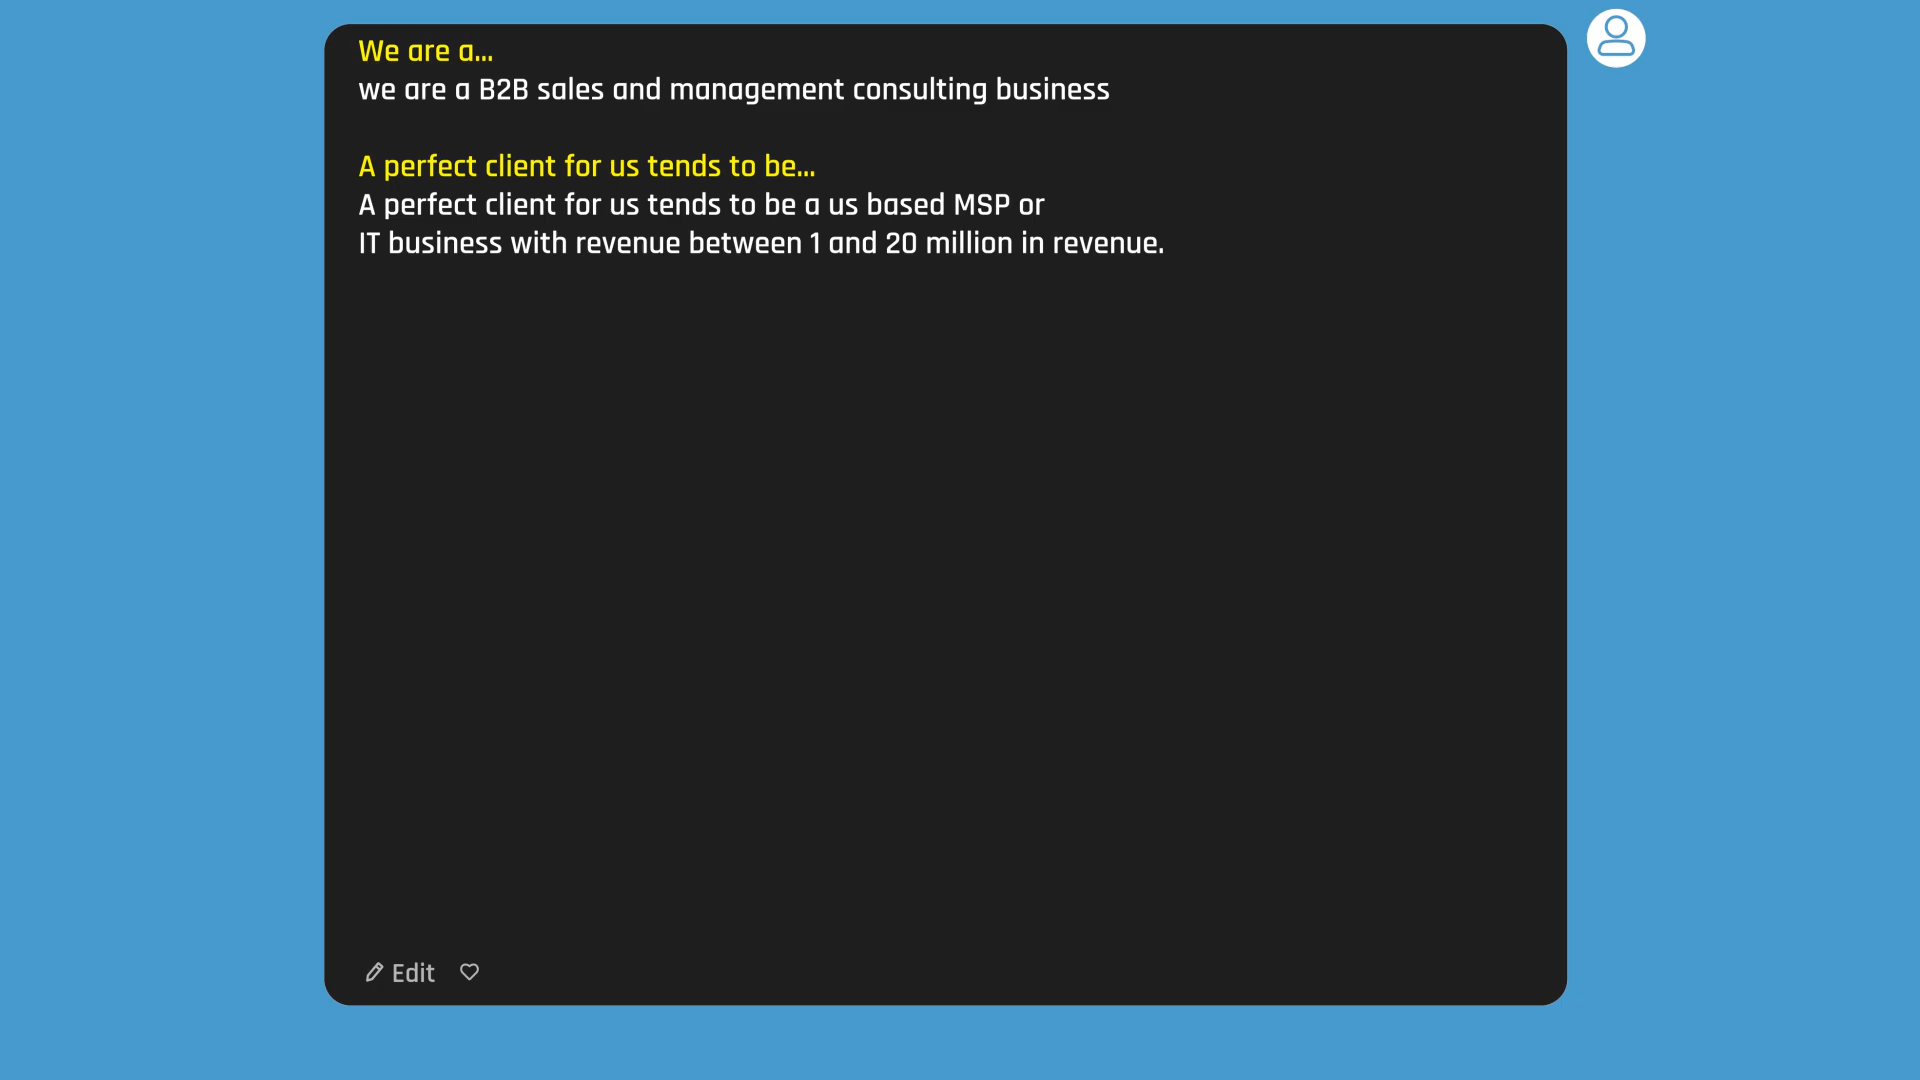 We are a...
we are a B2B sales and management consulting business
A perfect client for us tends to be...
A perfect client for us tends to be a us based MSP or
IT business with revenue between 1 and 20 million in revenue.
Edit